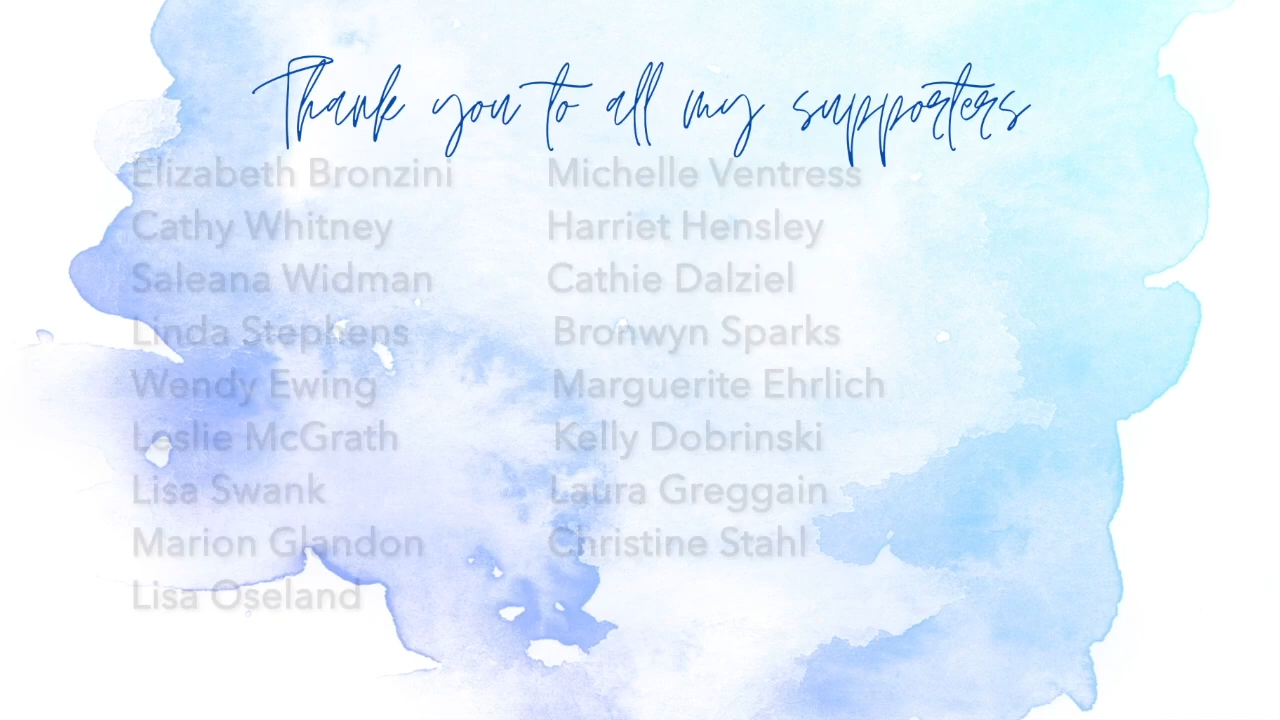 Thank you to all my supporters
Elizabeth Bronzini
Cathy Whitney
Saleana Widman
Linda Stephens
Wendy Ewing
Leslie McGrath
Lisa Swank
Marion Glandon
Lisa Oseland
Michelle Ventress
Harriet Hensley
Cathie Dalziel
Bronwyn Sparks
Marguerite Ehrlich
Kelly Dobrinski
Laura Greggain
Christine Stahl